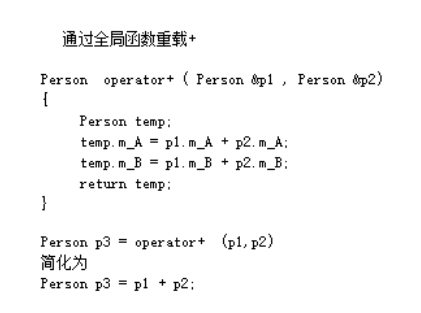 通过全局函数重载+
Person operator+ ( Person &p1 , Person &p2)
{
Person temp;
temp.m_A = p1.m_A + p2.m_A;
temp.m_B = p1.m_B + p2.m_B;
return temp;
}
Person p3 = operator+ (p1,p2)
简化为
Person p3 = p1 + p2;